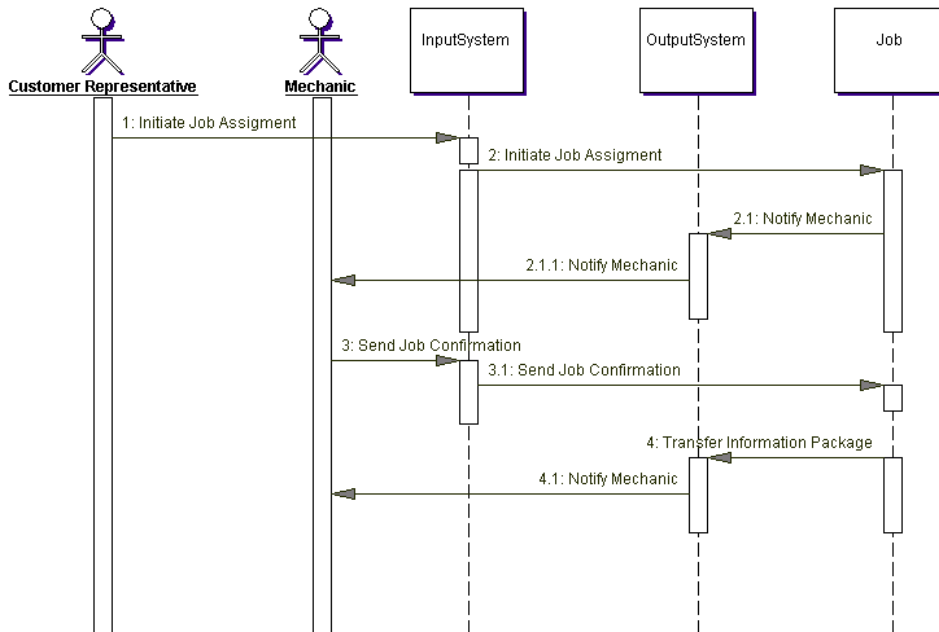 InputSystem
OutputSystem
Job
Customer Representative
Mechanic
1: Initiate Job Assigment
2: Initiate Job Assigment
2.1: Notify Mechanic
2.1.1: Notify Mechanic
3: Send Job Confirmation
3.1: Send Job Confirmation
4: Transfer Information Package
4.1: Notify Mechanic